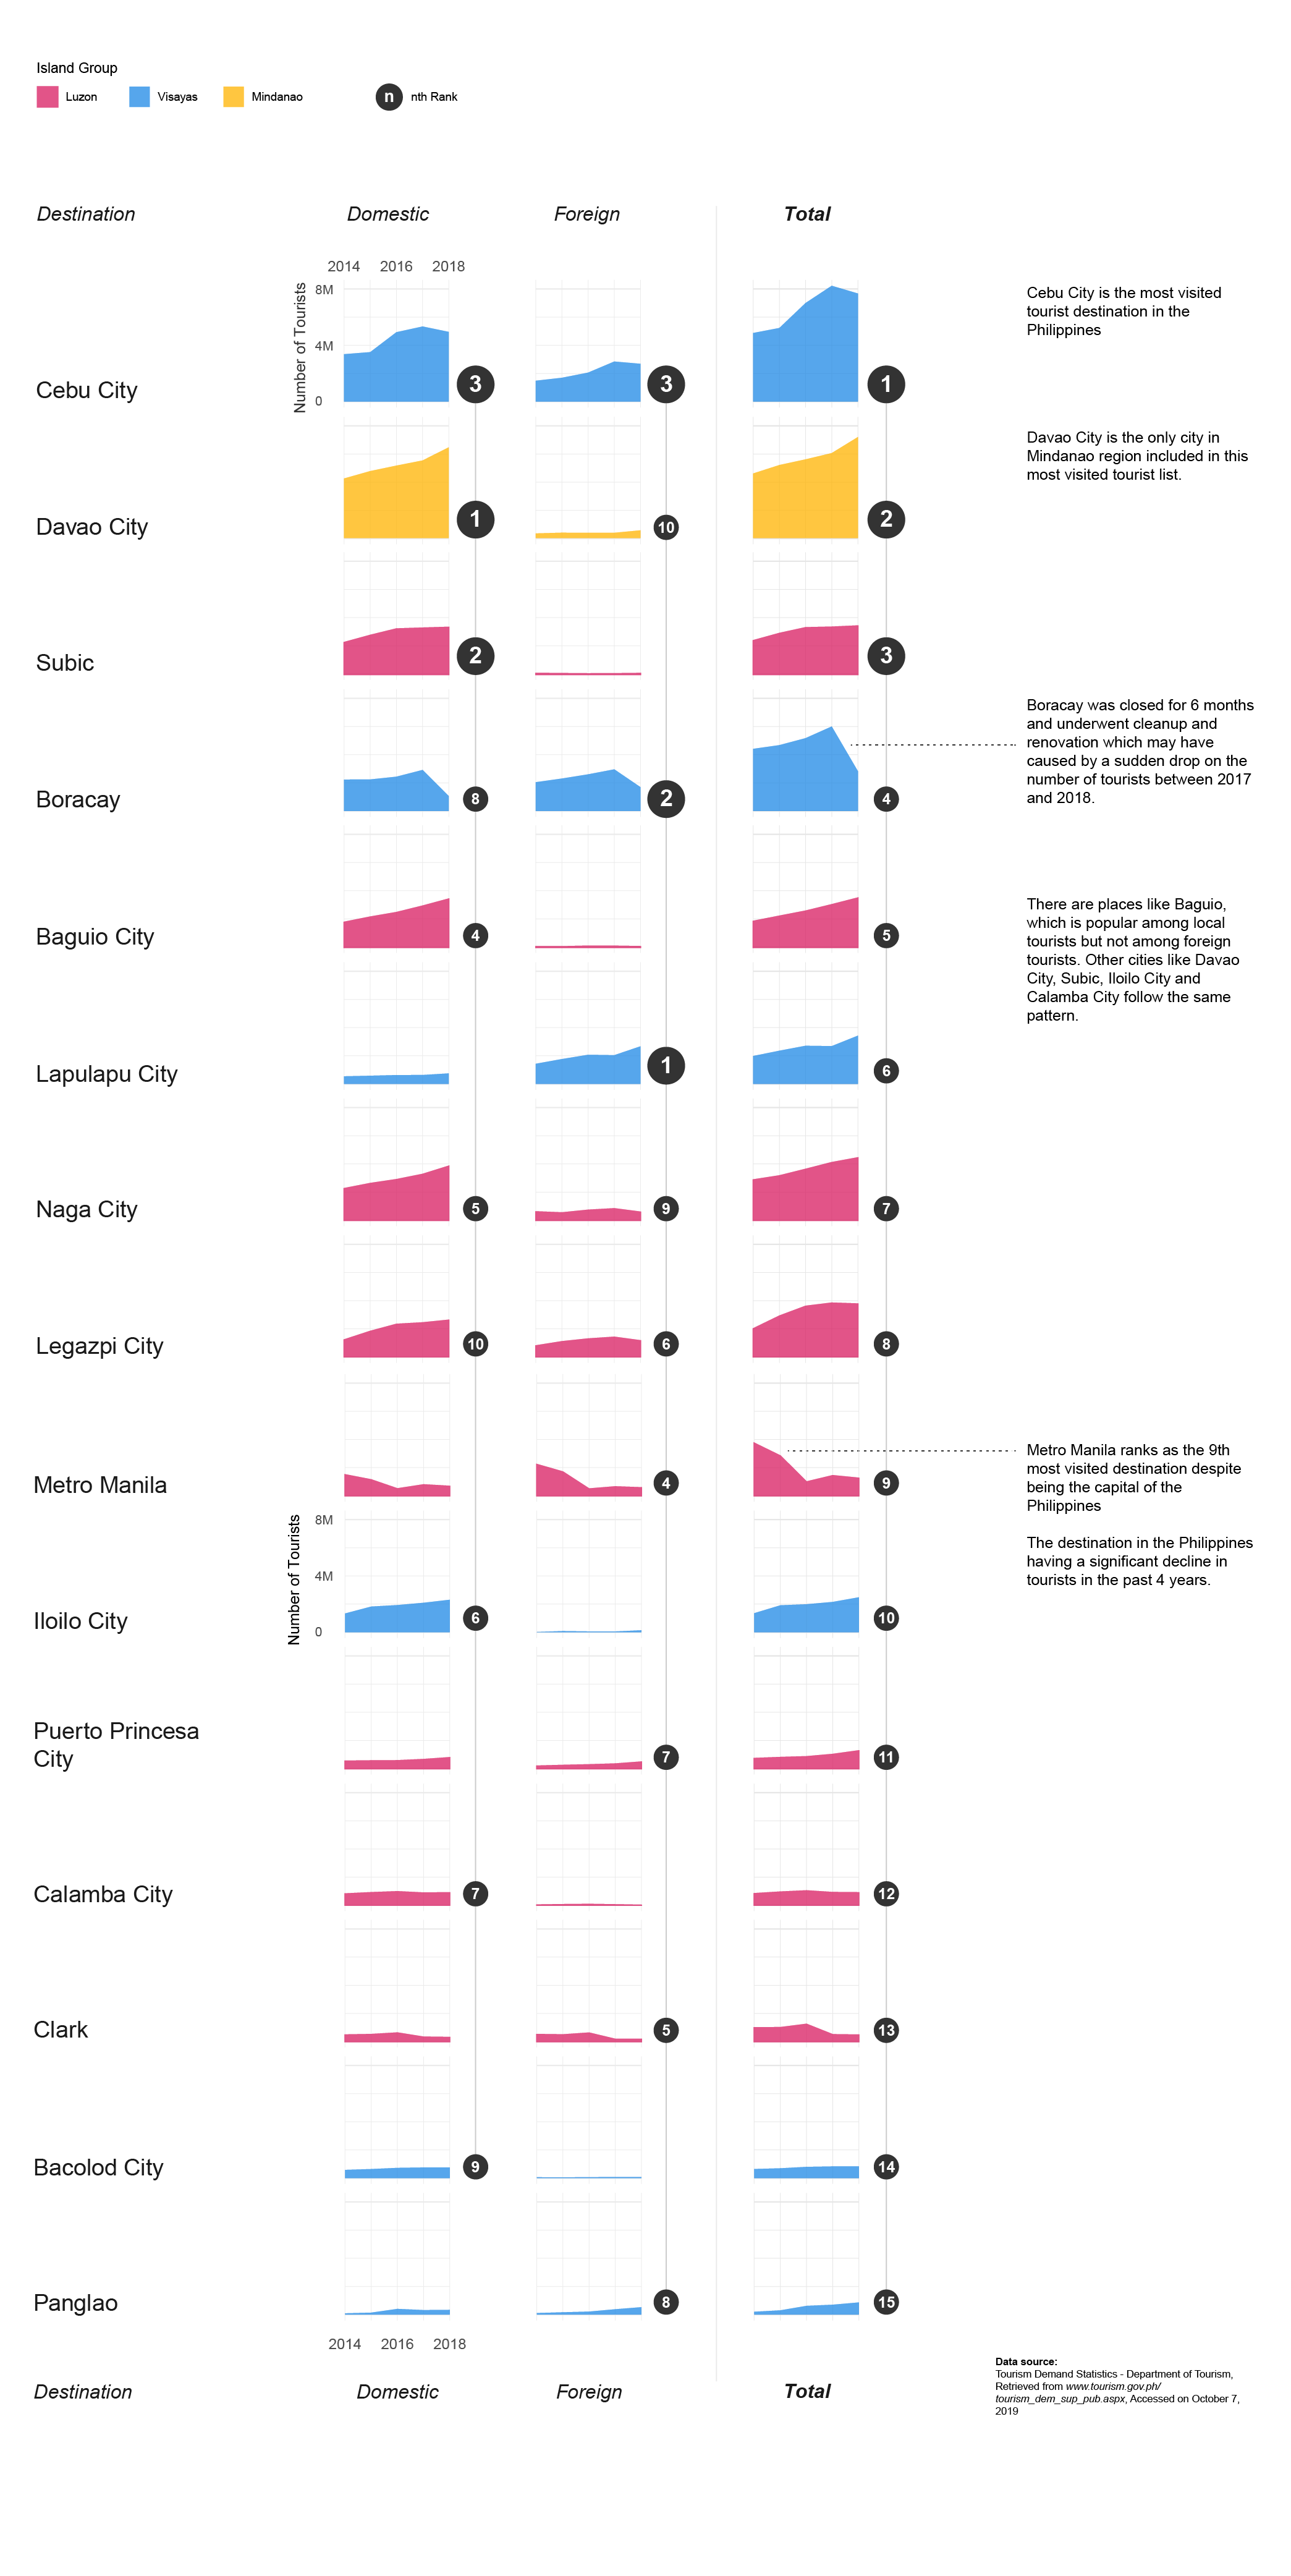 Island Group
Luzon
Visayas
Mindanao
n
nth Rank
Destination
Domestic
Foreign
Total
2014 2016 2018
Number of Tourists
8M
4M
0
Cebu City
3
3
1
Cebu City is the most visited
tourist destination in the
Philippines
Davao City
1
10
2
Davao City is the only city in
Mindanao region included in this
most visited tourist list.
Subic
2
3
Boracay
8
2
4
Boracay was closed for 6 months
and underwent cleanup and
renovation which may have
caused by a sudden drop on the
number of tourists between 2017
and 2018.
Baguio City
4
5
There are places like Baguio,
which is popular among local
tourists but not among foreign
tourists. Other cities like Davao
City, Subic, Iloilo City and
Calamba City follow the same
pattern.
Lapulapu City
1
6
Naga City
5
9
7
Legazpi City
10
6
8
Metro Manila
4
9
Metro Manila ranks as the 9th
most visited destination despite
being the capital of the
Philippines
The destination in the Philippines
having a significant decline in
tourists in the past 4 years.
Number of Tourists
8M
4M
0
Iloilo City
6
10
Puerto Princesa
City
7
11
Calamba City
7
12
Clark
5
13
Bacolod City
9
14
Panglao
8
15
2014 2016 2018
Destination
Domestic
Foreign
Total
Data source:
Tourism Demand Statistics - Department of Tourism,
Retrieved from www.tourism.gov.ph/
tourism_dem_sup_pub.aspx, Accessed on October 7,
2019